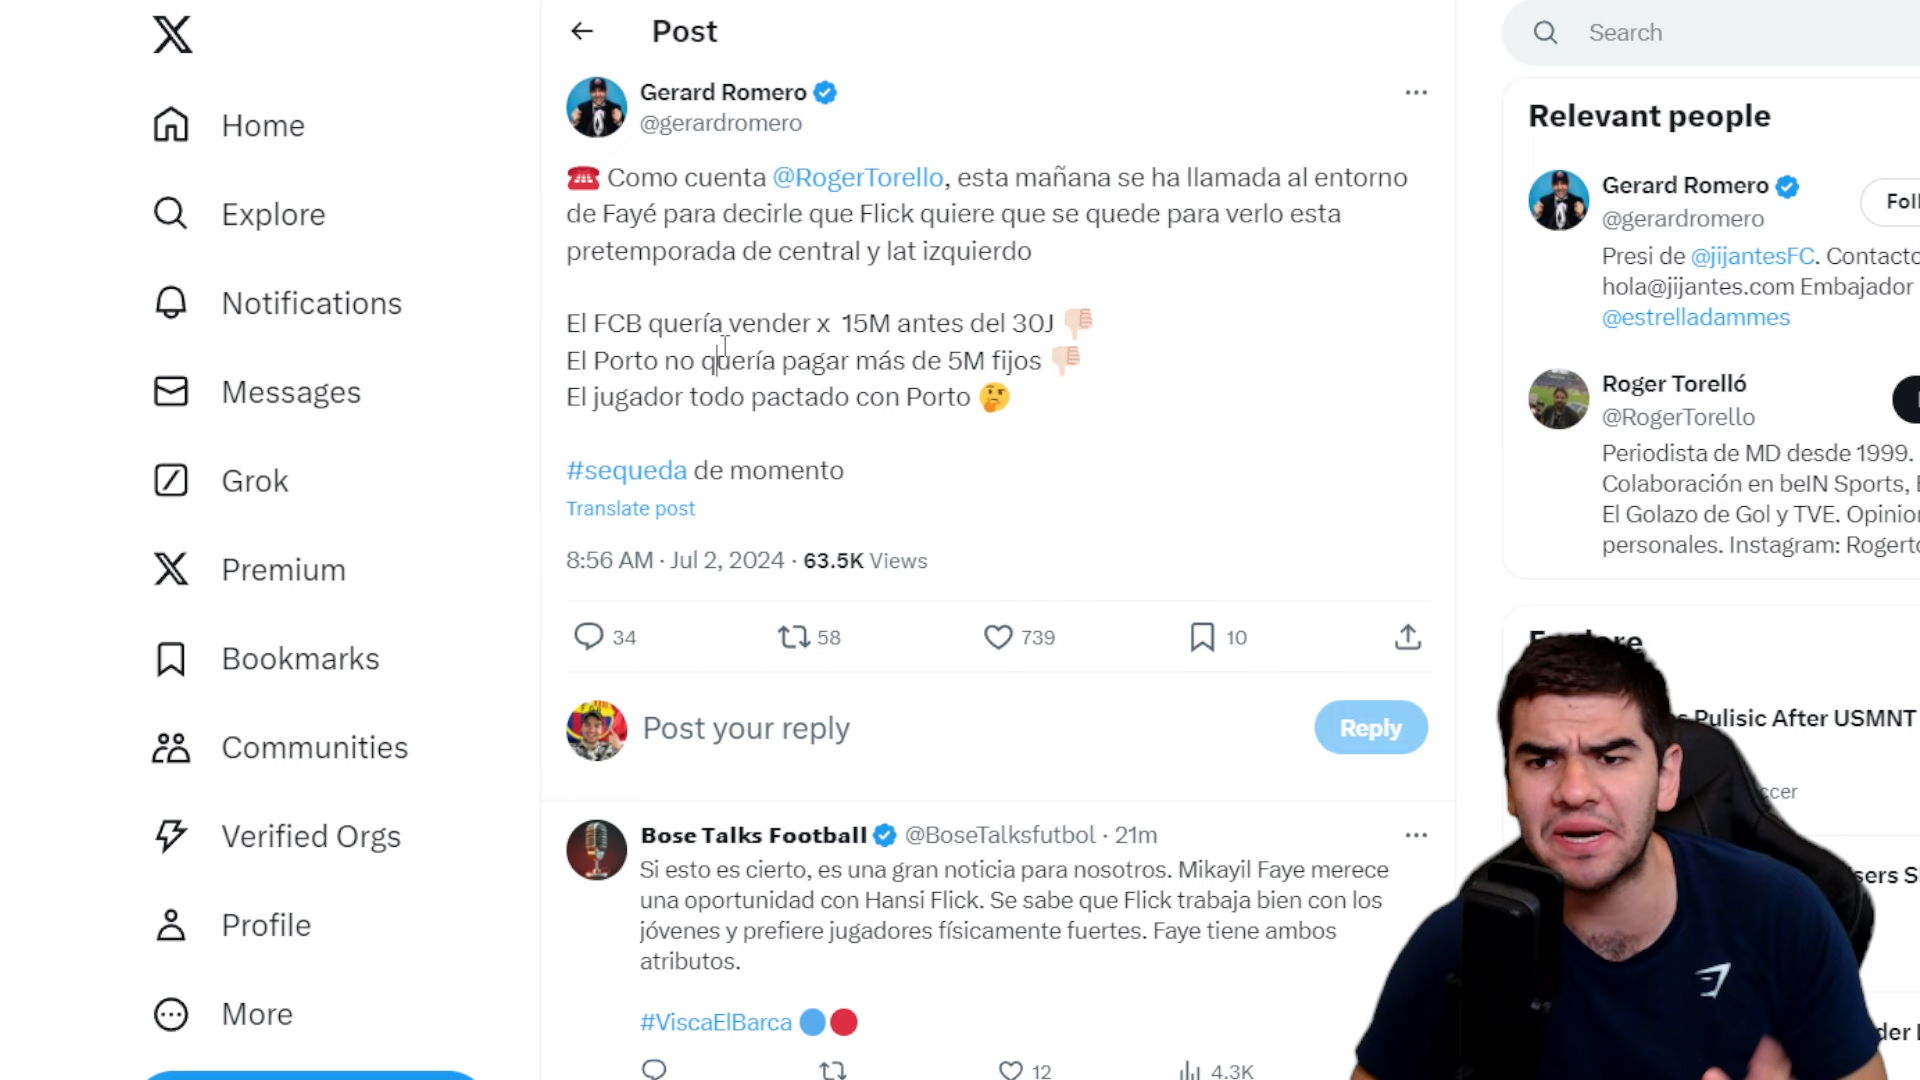 Post
Search
Home
Explore
Notifications
Messages
Grok
Premium
Bookmarks
Communities
Verified Orgs
Profile
More
Gerard Romero
@gerardromero
☎️ Como cuenta @RogerTorello, esta mañana se ha llamada al entorno
de Fayé para decirle que Flick quiere que se quede para verlo esta
pretemporada de central y lat izquierdo
El FCB quería vender x 15M antes del 30J 👎🏻
El Porto no quería pagar más de 5M fijos 👎🏻
El jugador todo pactado con Porto 🤔
#sequeda de momento
Translate post
8:56 AM · Jul 2, 2024 · 63.5K Views
34 58 739 10
Post your reply
Reply
Bose Talks Football @BoseTalksfutbol · 21m
Si esto es cierto, es una gran noticia para nosotros. Mikayil Faye merece
una oportunidad con Hansi Flick. Se sabe que Flick trabaja bien con los
jóvenes y prefiere jugadores físicamente fuertes. Faye tiene ambos
atributos.
#ViscaElBarca 🔵🔴
12 4.3K
Relevant people
Gerard Romero
@gerardromero
Presi de @jijantesFC. Contacto
hola@jijantes.com Embajador
@estrelladammes
Roger Torelló
@RogerTorello
Periodista de MD desde 1999.
Colaboración en beIN Sports,
El Golazo de Gol y TVE.
personales. Instagram:
Pulisic After USMNT